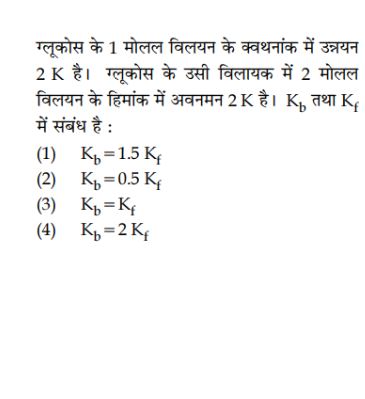 ग्लूकोस के 1 मोलल विलयन के क्वथनांक में उन्नयन
2 K है। ग्लूकोस के उसी विलायक में 2 मोलल
विलयन के हिमांक में अवनमन 2 K है। K_b तथा K_f
में संबंध है :
(1) K_b = 1.5 K_f
(2) K_b = 0.5 K_f
(3) K_b = K_f
(4) K_b = 2 K_f